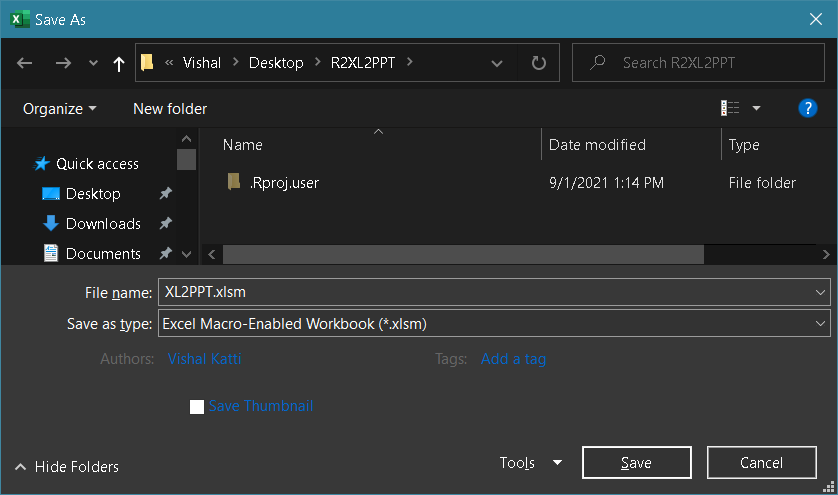 Save As
« Vishal > Desktop > R2XL2PPT >
Search R2XL2PPT
Organize
New folder
?
Quick access
Desktop
Downloads
Documents
Name
Date modified
Type
.Rproj.user
9/1/2021 1:14 PM
File folder
File name: XL2PPT.xlsm
Save as type: Excel Macro-Enabled Workbook (*.xlsm)
Authors: Vishal Katti
Tags: Add a tag
Save Thumbnail
Hide Folders
Tools
Save
Cancel